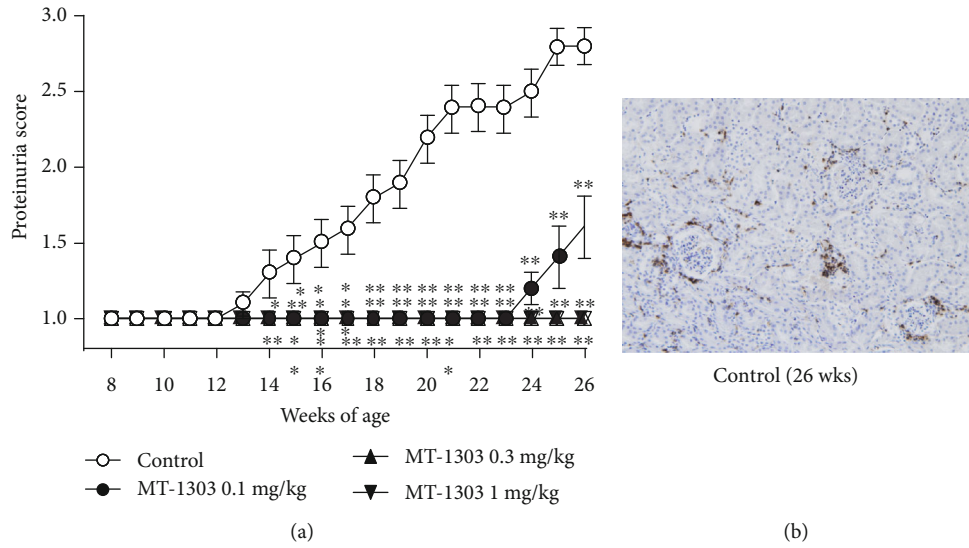 3.0
2.5
2.0
1.5
1.0
Proteinuria score
8 10 12 14 16 18 20 22 24 26
Weeks of age
Control
MT-1303 0.1 mg/kg
MT-1303 0.3 mg/kg
MT-1303 1 mg/kg
(a)
Control (26 wks)
(b)